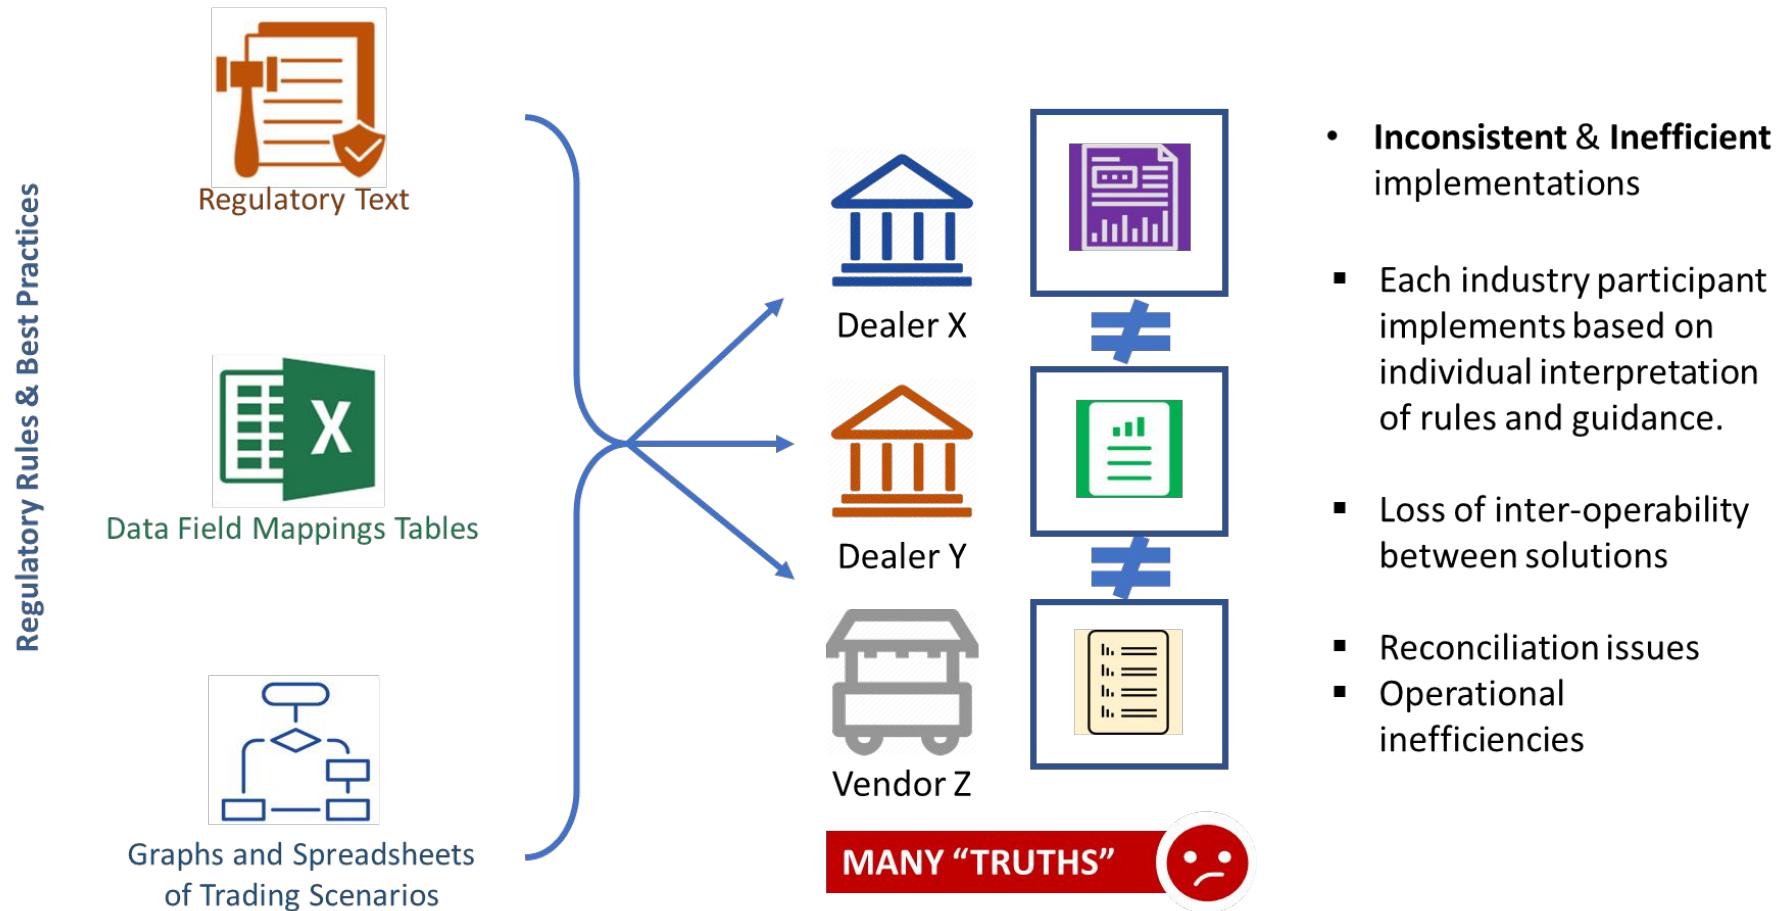 Regulatory Rules & Best Practices
Regulatory Text
X
Data Field Mappings Tables
Graphs and Spreadsheets
of Trading Scenarios
Dealer X
≠
Dealer Y
≠
Vendor Z
MANY “TRUTHS”
• Inconsistent & Inefficient
implementations
▪ Each industry participant
implements based on
individual interpretation
of rules and guidance.
▪ Loss of inter-operability
between solutions
▪ Reconciliation issues
▪ Operational
inefficiencies